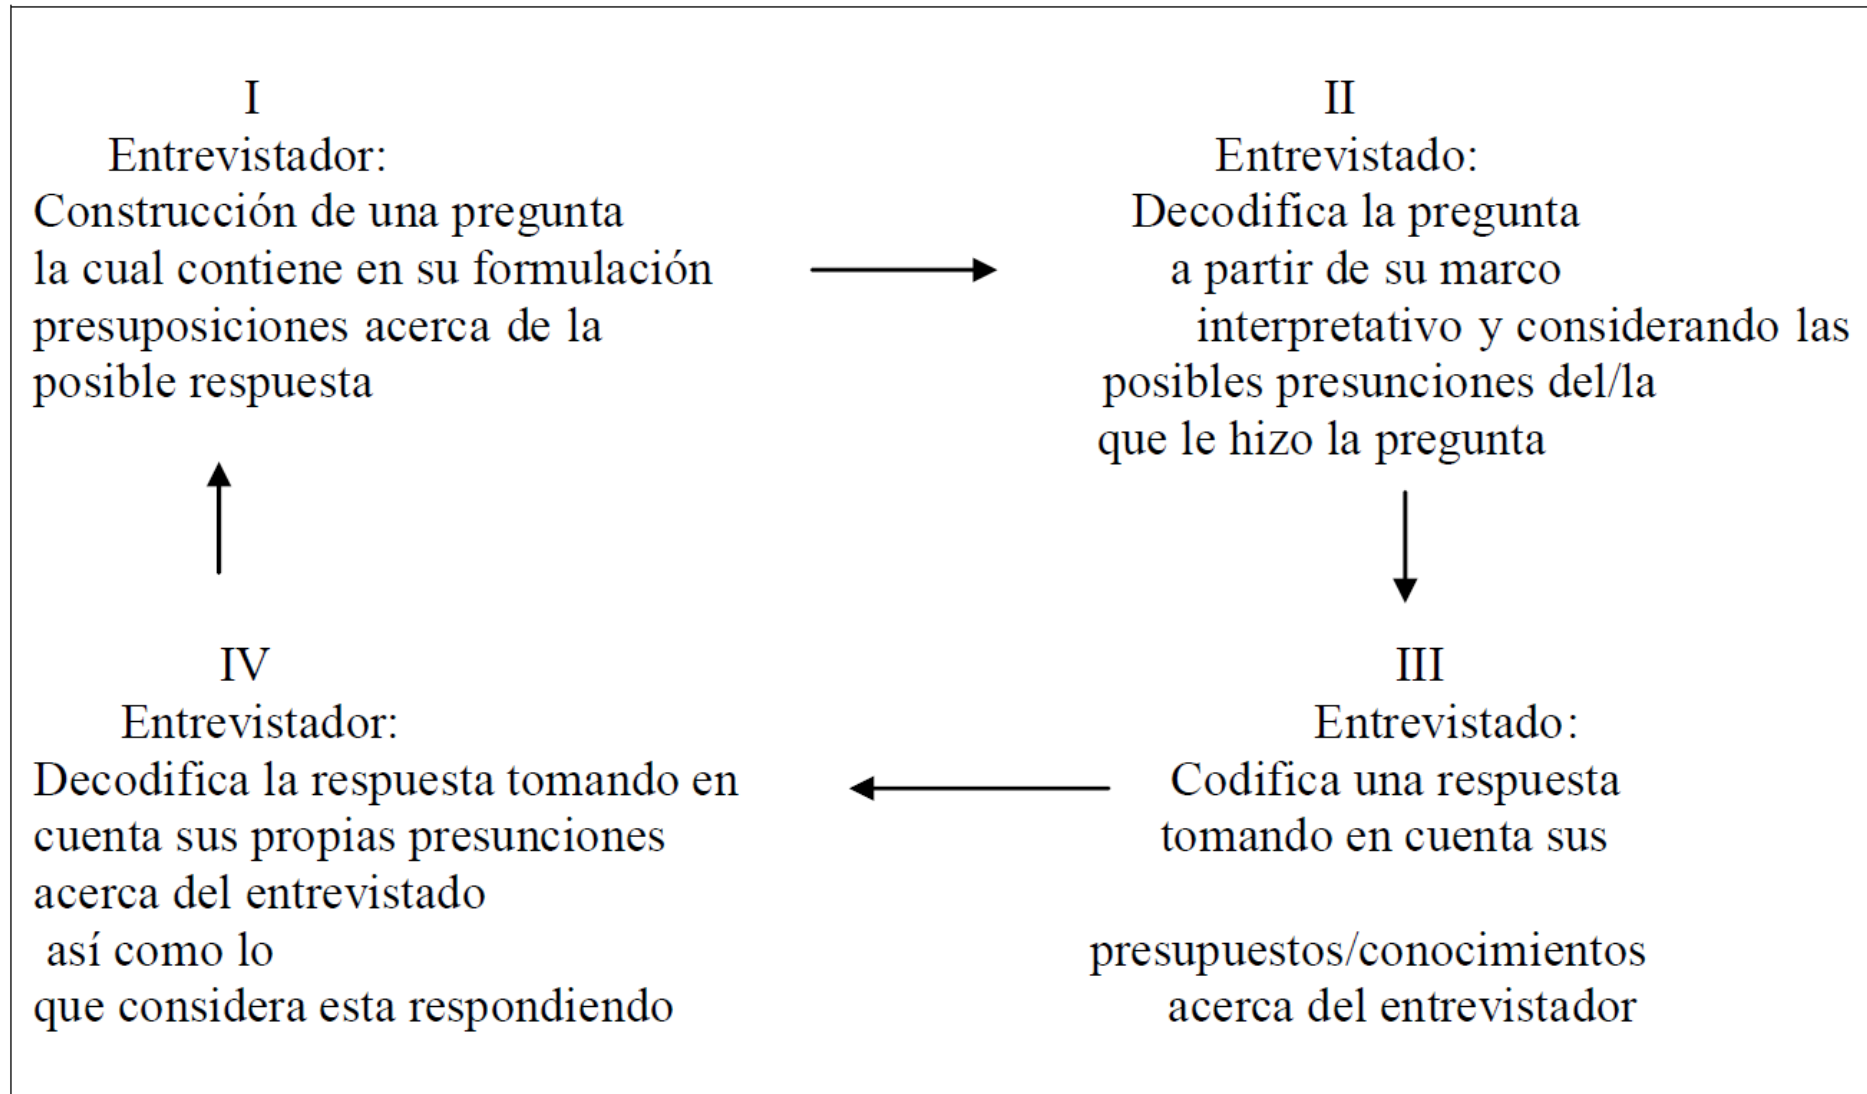 I
Entrevistador:
Construcción de una pregunta
la cual contiene en su formulación
presuposiciones acerca de la
posible respuesta
II
Entrevistado:
Decodifica la pregunta
a partir de su marco
interpretativo y considerando las
posibles presunciones del/la
que le hizo la pregunta
III
Entrevistado:
Codifica una respuesta
tomando en cuenta sus
presupuestos/conocimientos
acerca del entrevistador
IV
Entrevistador:
Decodifica la respuesta tomando en
cuenta sus propias presunciones
acerca del entrevistado
así como lo
que considera esta respondiendo